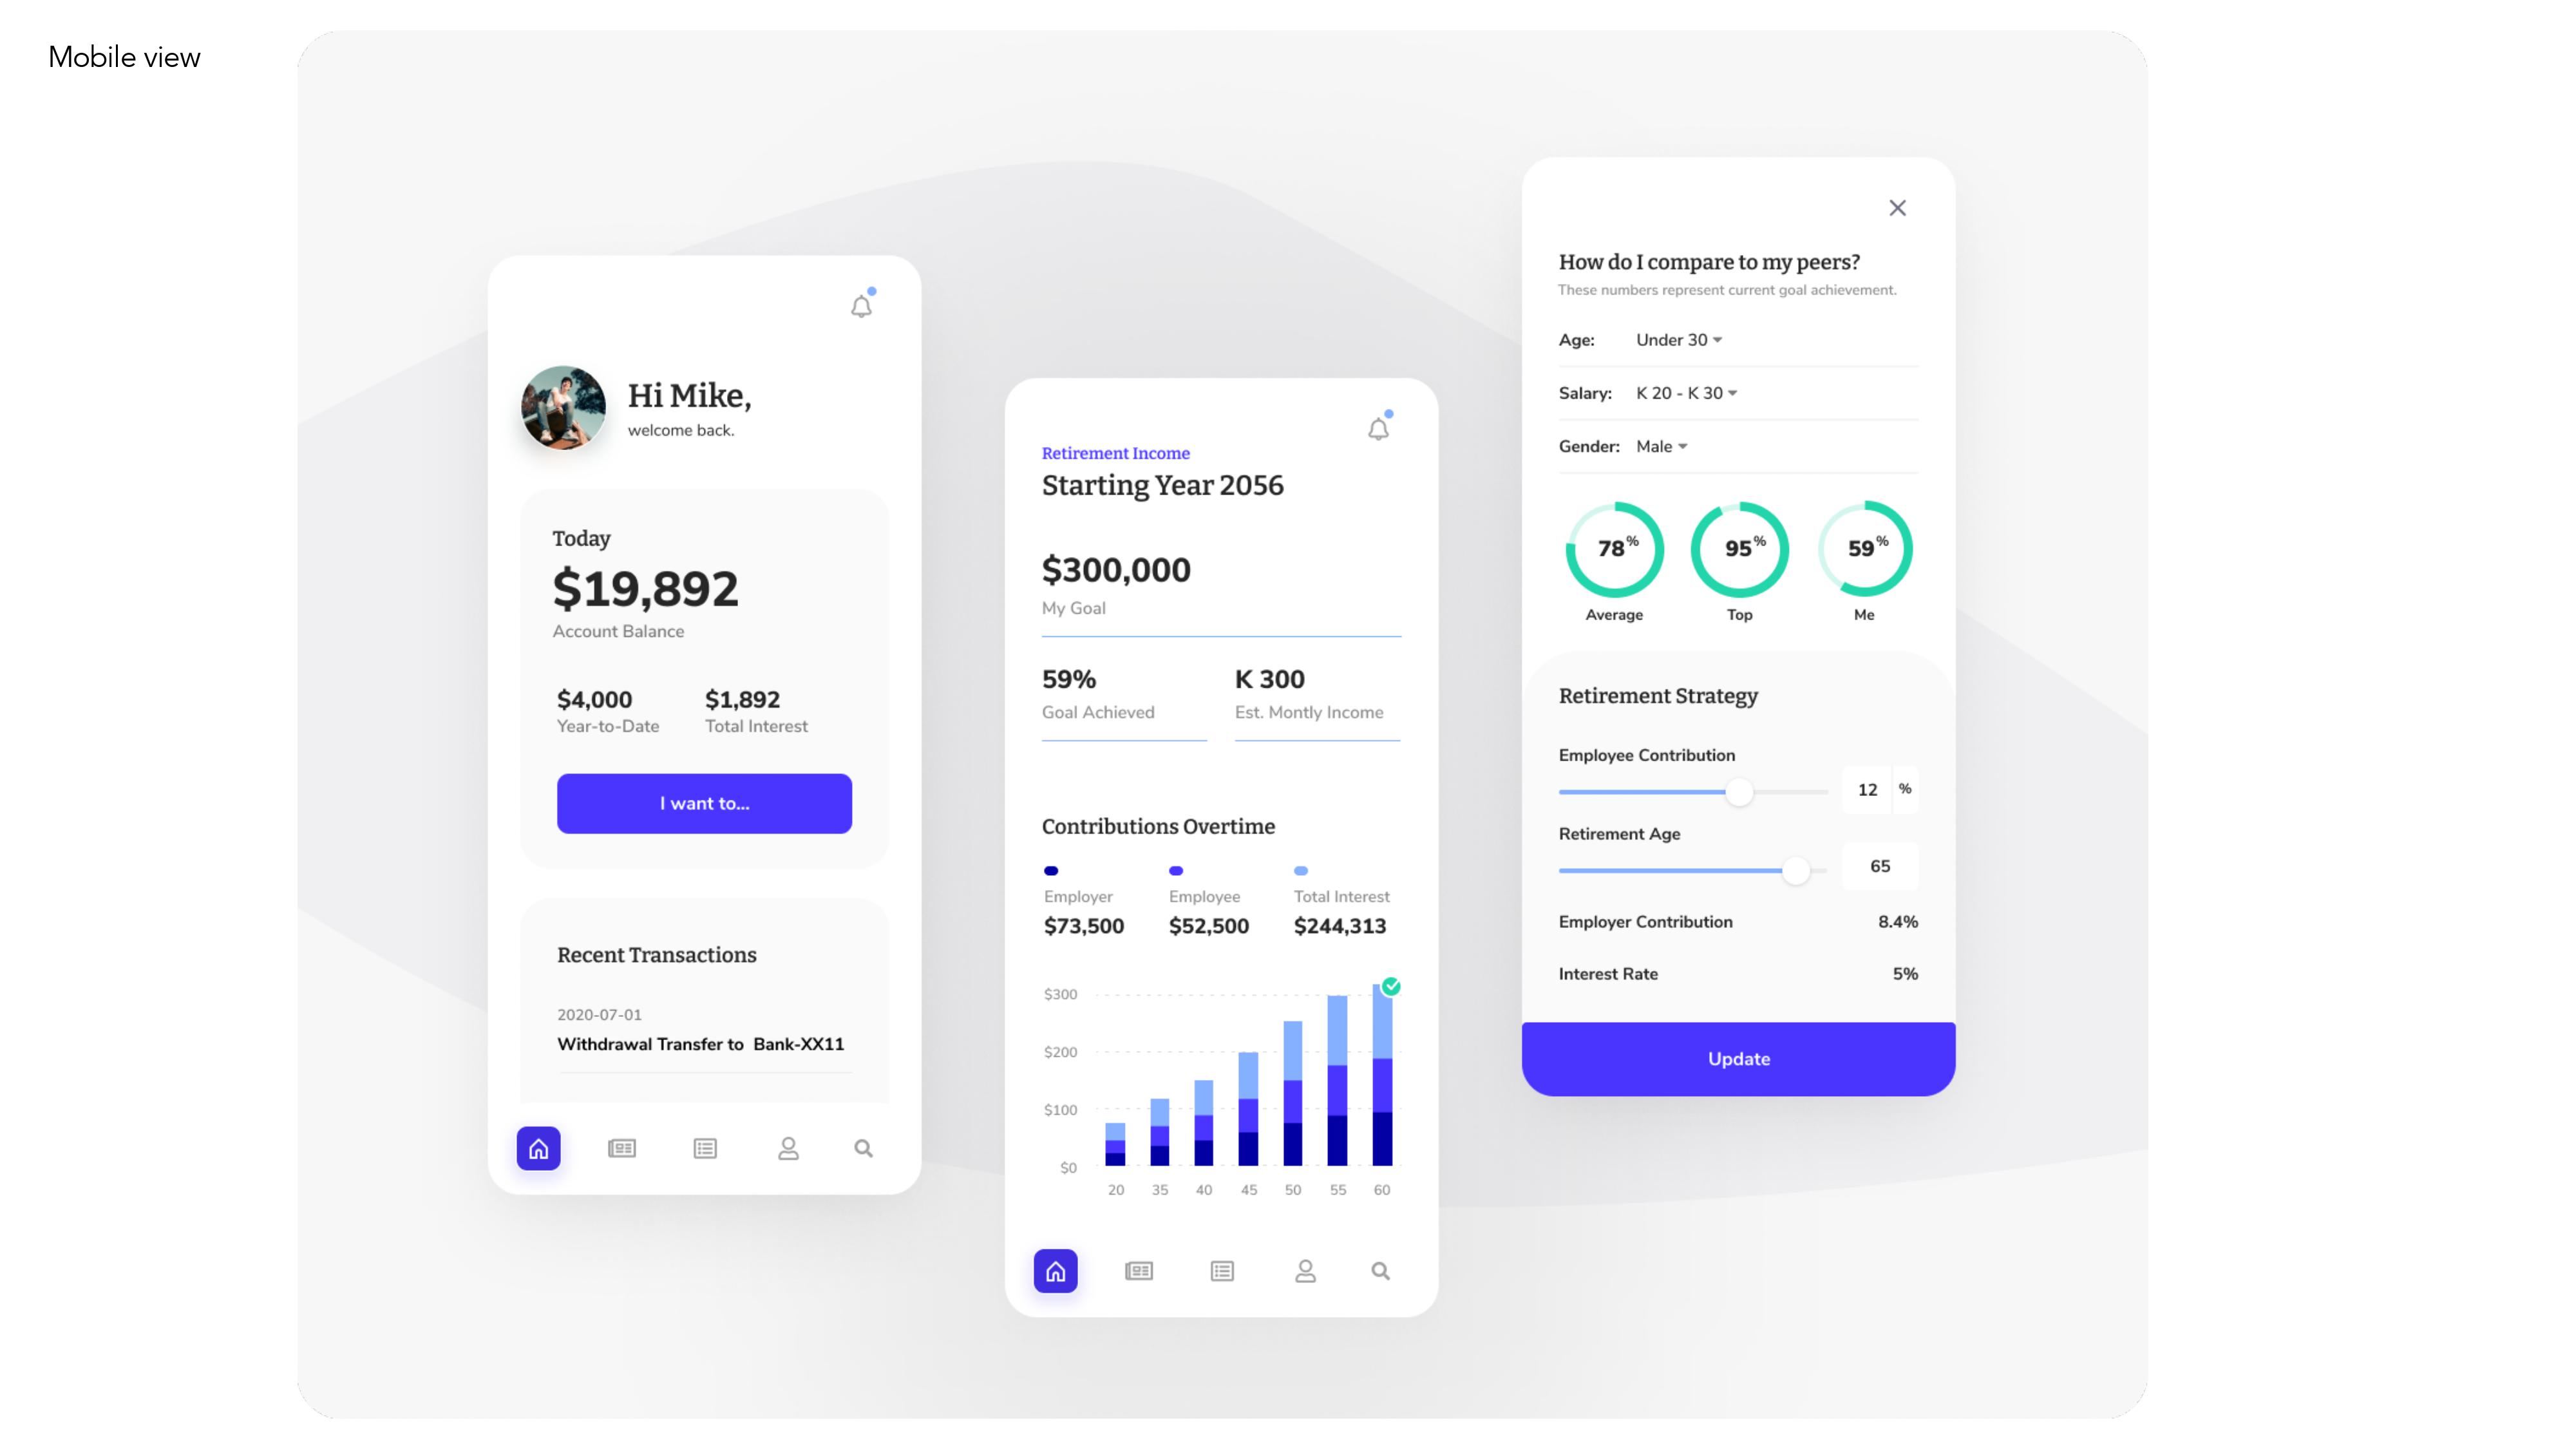 Mobile view
Hi Mike,
welcome back.
Today
$19,892
Account Balance
$4,000 $1,892
Year-to-Date Total Interest
I want to...
Recent Transactions
2020-07-01
Withdrawal Transfer to Bank-XX11
Retirement Income
Starting Year 2056
$300,000
My Goal
59% K 300
Goal Achieved Est. Montly Income
Contributions Overtime
Employer Employee Total Interest
$73,500 $52,500 $244,313
$300
$200
$100
$0
20 35 40 45 50 55 60
How do I compare to my peers?
These numbers represent current goal achievement.
Age: Under 30
Salary: K 20 - K 30
Gender: Male
78% 95% 59%
Average Top Me
Retirement Strategy
Employee Contribution
12 %
Retirement Age
65
Employer Contribution 8.4%
Interest Rate 5%
Update